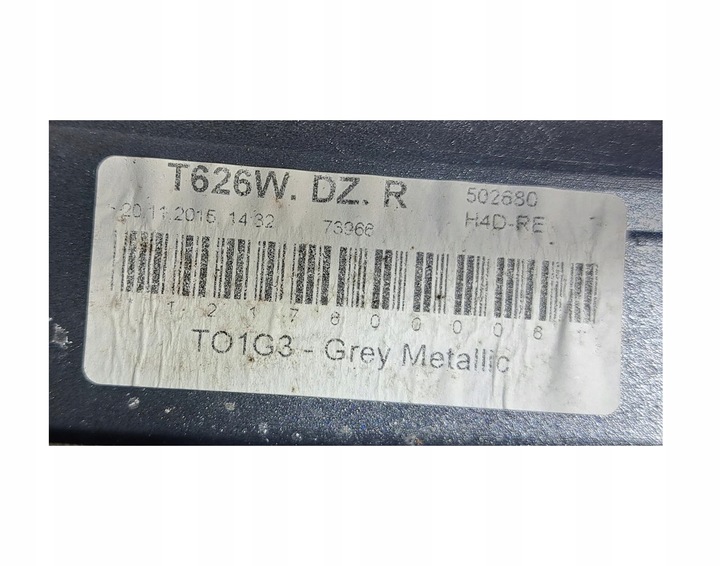 T626W. DZ. R
502680
20.11.2015 14:32 73966 H4D-RE
TO1G3 - Grey Metallic